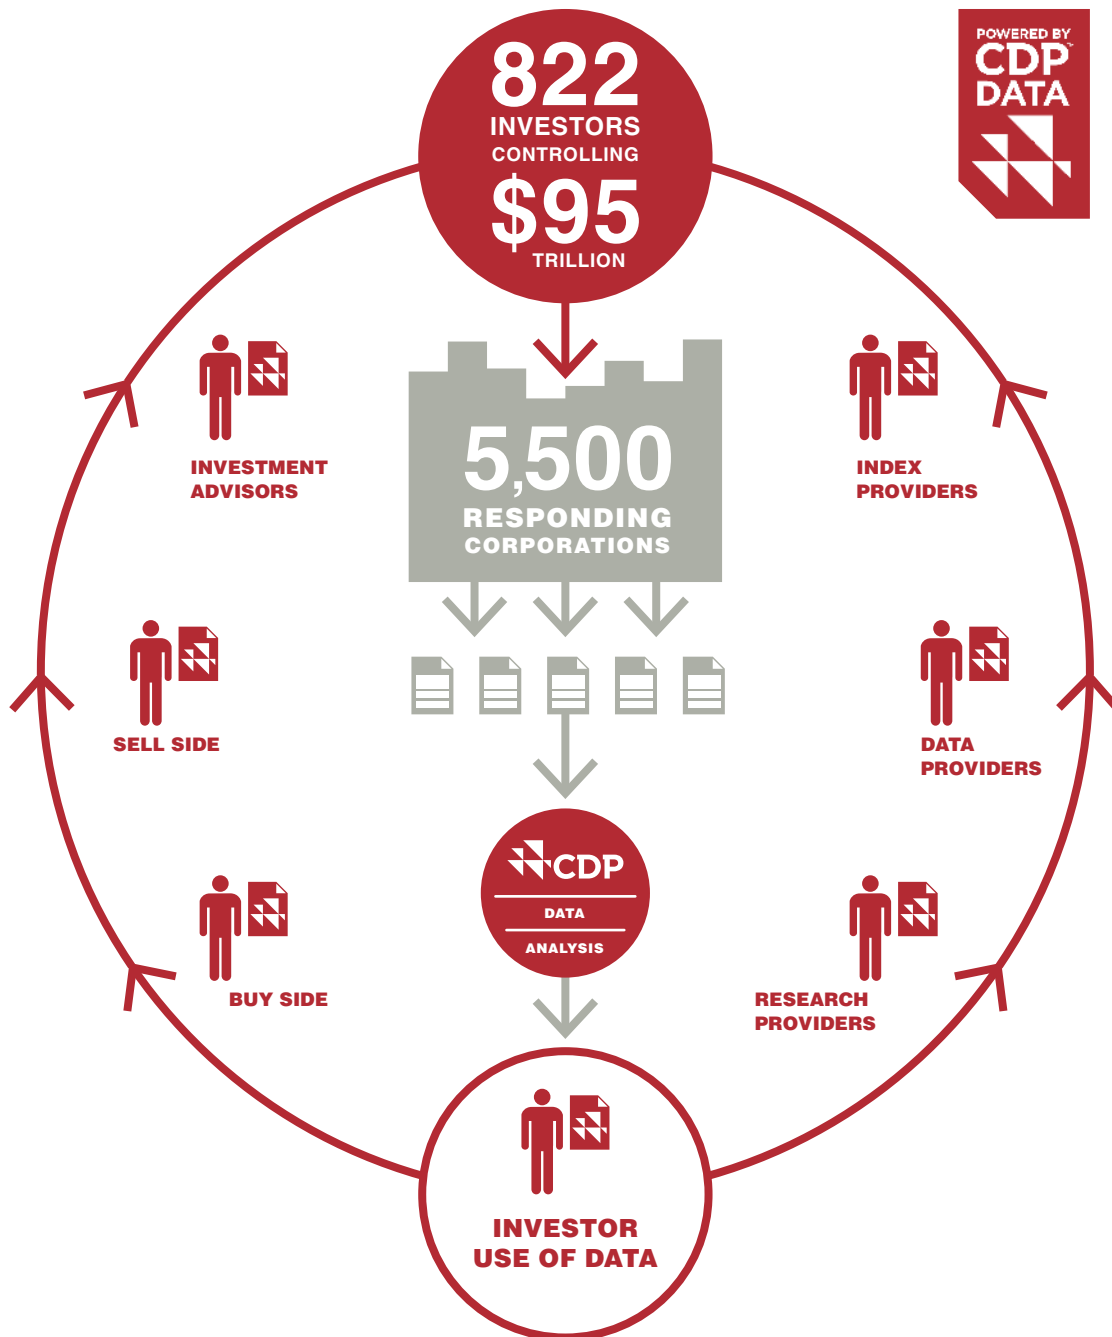 822
INVESTORS
CONTROLLING
$95
TRILLION
POWERED BY
CDP™
DATA
INVESTMENT
ADVISORS
5,500
RESPONDING
CORPORATIONS
INDEX
PROVIDERS
SELL SIDE
DATA
PROVIDERS
CDP
DATA
ANALYSIS
BUY SIDE
RESEARCH
PROVIDERS
INVESTOR
USE OF DATA